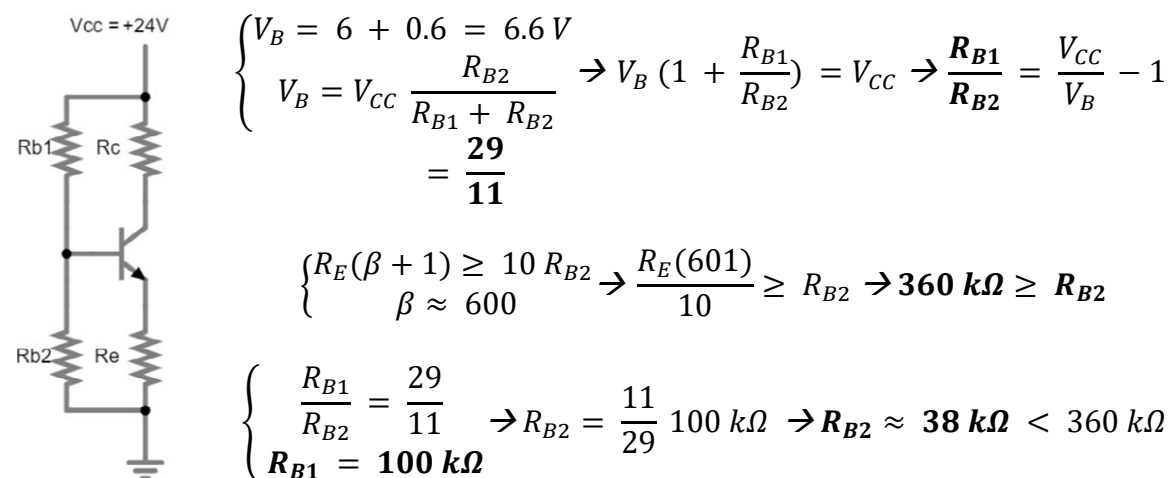 Vcc = +24V
Rb1
Rc
Rb2
Re
{V_B = 6 + 0.6 = 6.6 V
V_B = V_CC R_B2 / (R_B1 + R_B2) → V_B (1 + R_B1/R_B2) = V_CC → R_B1/R_B2 = V_CC/V_B − 1
= 29/11
{R_E(β + 1) ≥ 10 R_B2
β ≈ 600 → R_E(601)/10 ≥ R_B2 → 360 kΩ ≥ R_B2
{R_B1/R_B2 = 29/11
R_B1 = 100 kΩ → R_B2 = 11/29 100 kΩ → R_B2 ≈ 38 kΩ < 360 kΩ